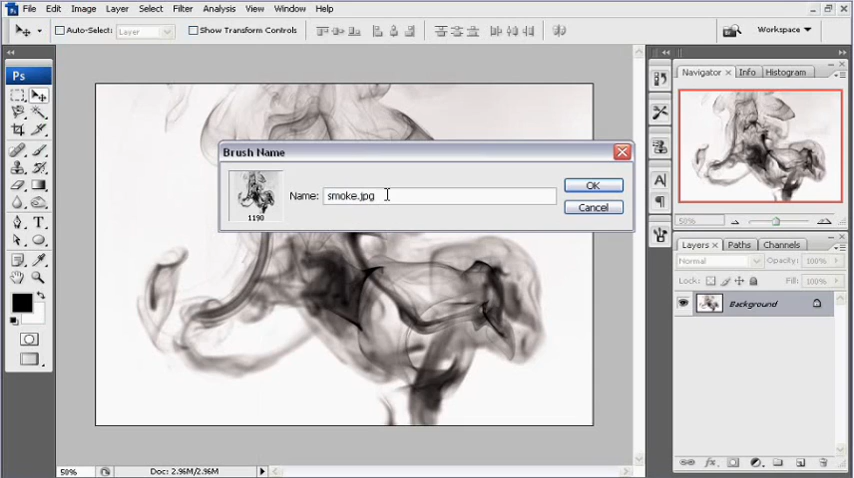 File Edit Image Layer Select Filter Analysis View Window Help
Auto-Select: Layer Show Transform Controls Workspace
Ps
Navigator Info Histogram
Brush Name
Name: smoke.jpg OK
1190
Cancel
50%
Layers Paths Channels
Normal Opacity: 100%
Lock: Fill: 100%
Background
50% Doc: 2.96M/2.96M